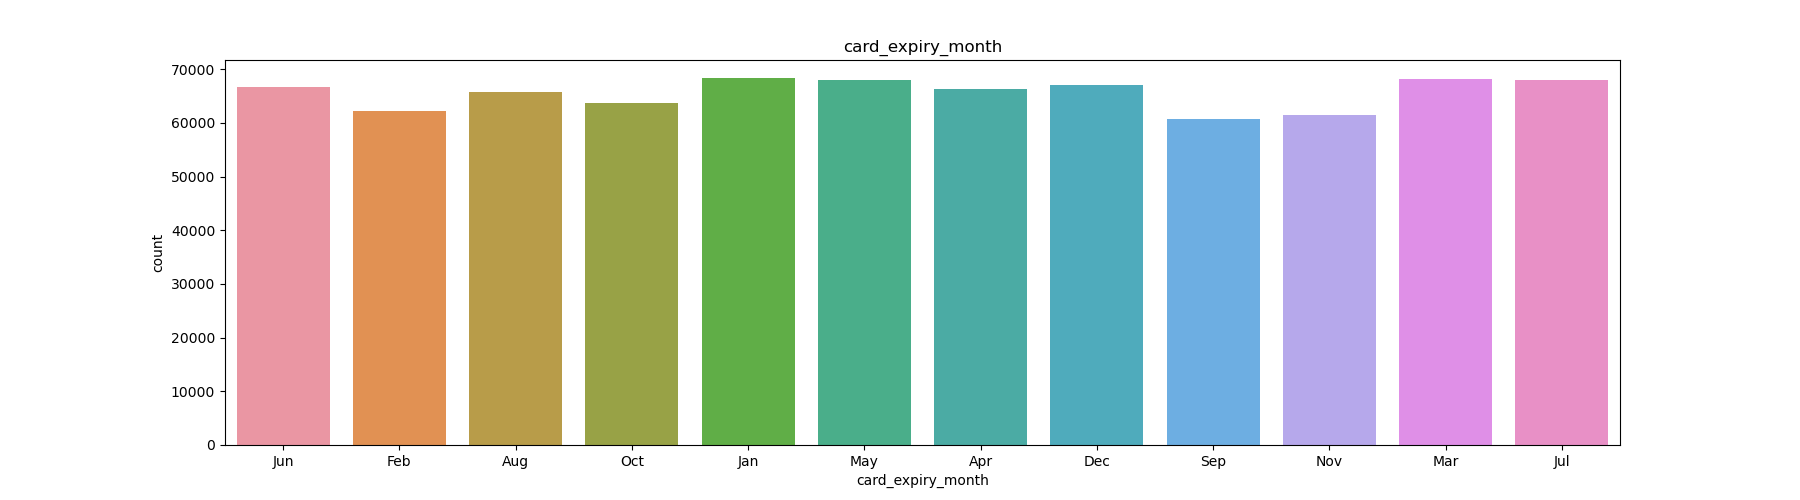 card_expiry_month
70000
60000
50000
40000
30000
20000
10000
0
count
Jun Feb Aug Oct Jan May Apr Dec Sep Nov Mar Jul
card_expiry_month